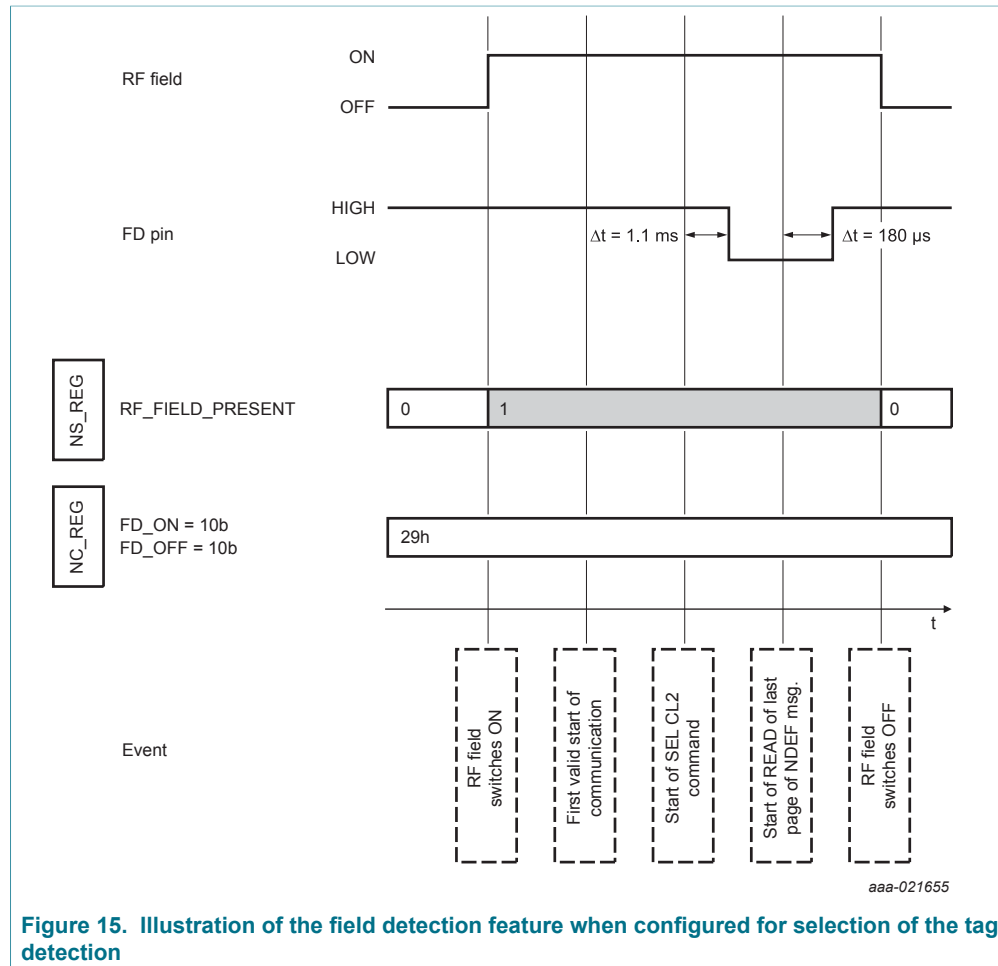 RF field
ON
OFF
FD pin
HIGH
LOW
Δt = 1.1 ms
Δt = 180 μs
NS_REG
RF_FIELD_PRESENT
0
1
0
NC_REG
FD_ON = 10b
FD_OFF = 10b
29h
t
Event
RF field
switches ON
First valid start of
communication
Start of SEL CL2
command
Start of READ of last
page of NDEF msg.
RF field
switches OFF
aaa-021655
Figure 15. Illustration of the field detection feature when configured for selection of the tag
detection